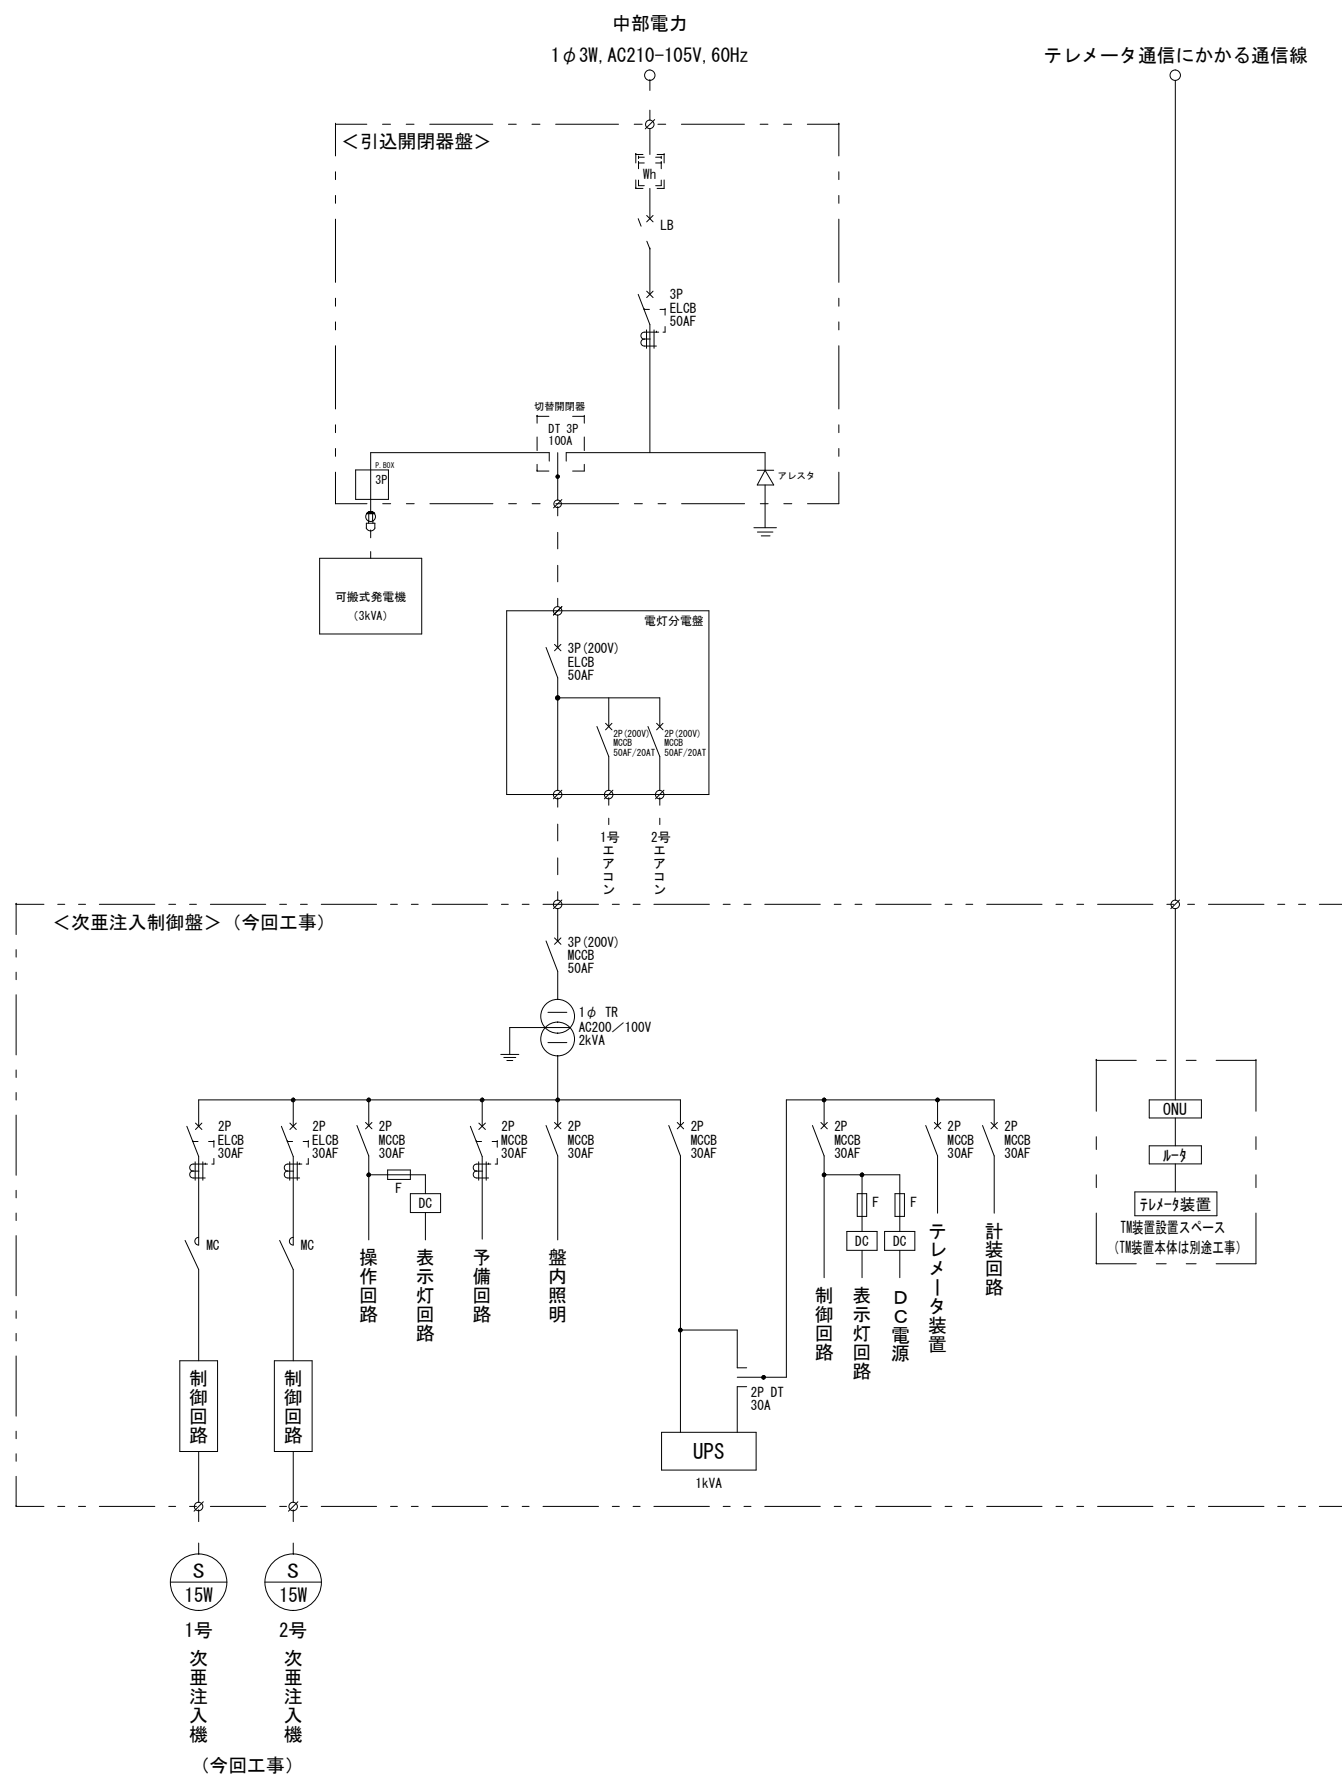 中部電力
1φ3W, AC210-105V, 60Hz
テレメータ通信にかかる通信線
＜引込開閉器盤＞
Wh
LB
3P
ELCB
50AF
切替開閉器
DT 3P
100A
P.BOX
3P
アレスタ
可搬式発電機
(3kVA)
電灯分電盤
3P(200V)
ELCB
50AF
2P(200V)
MCCB
50AF/20AT
2P(200V)
MCCB
50AF/20AT
1号エアコン
2号エアコン
＜次亜注入制御盤＞（今回工事）
3P(200V)
MCCB
50AF
1φ TR
AC200／100V
2kVA
2P
ELCB
30AF
2P
ELCB
30AF
2P
MCCB
30AF
2P
MCCB
30AF
2P
MCCB
30AF
2P
MCCB
30AF
2P
MCCB
30AF
2P
MCCB
30AF
2P
MCCB
30AF
F
DC
F
F
DC
DC
MC
MC
操作回路
表示灯回路
予備回路
盤内照明
制御回路
表示灯回路
DC電源
テレメータ装置
計装回路
ONU
ルータ
テレメータ装置
TM装置設置スペース
（TM装置本体は別途工事）
制御回路
制御回路
2P DT
30A
UPS
1kVA
S
15W
S
15W
1号
次亜注入機
2号
次亜注入機
（今回工事）